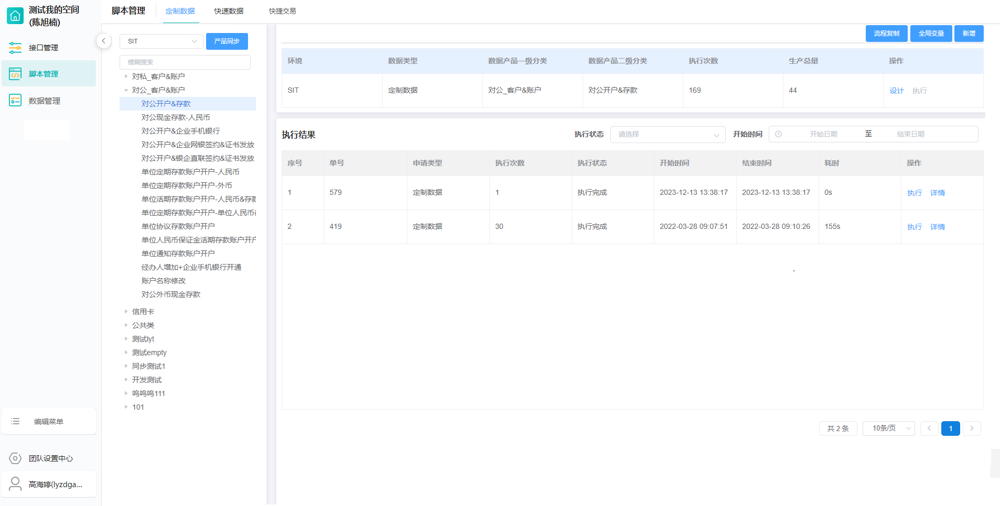 测试我的空间
(陈旭楠)
接口管理
脚本管理
数据管理
编辑菜单
团队设置中心
高海婷(lyzdga...
脚本管理
定制数据
快速数据
快捷交易
SIT
产品同步
模糊搜索
对私_客户&账户
对公_客户&账户
对公开户&存款
对公现金存款-人民币
对公开户&企业手机银行
对公开户&企业网银签约&证书发放
对公开户&银企直联签约&证书发放
单位定期存款账户开户-人民币
单位定期存款账户开户-外币
单位活期存款账户开户-人民币&存款
单位定期存款账户开户-单位人民币
单位协议存款账户开户
单位人民币保证金活期存款账户开户
单位通知存款账户开户
经办人增加+企业手机银行开通
账户名称修改
对公外币现金存款
信用卡
公共类
测试lyt
测试empty
同步测试1
开发测试
呜呜呜111
101
流程复制 全局变量 新增
环境 数据类型 数据产品一级分类 数据产品二级分类 执行次数 生产总量 操作
SIT 定制数据 对公_客户&账户 对公开户&存款 169 44 设计 执行
执行结果 执行状态 请选择 开始时间 开始日期 至 结束日期
序号 单号 申请类型 执行次数 执行状态 开始时间 结束时间 耗时 操作
1 579 定制数据 1 执行完成 2023-12-13 13:38:17 2023-12-13 13:38:17 0s 执行 详情
2 419 定制数据 30 执行完成 2022-03-28 09:07:51 2022-03-28 09:10:26 155s 执行 详情
共 2 条 10条/页 1